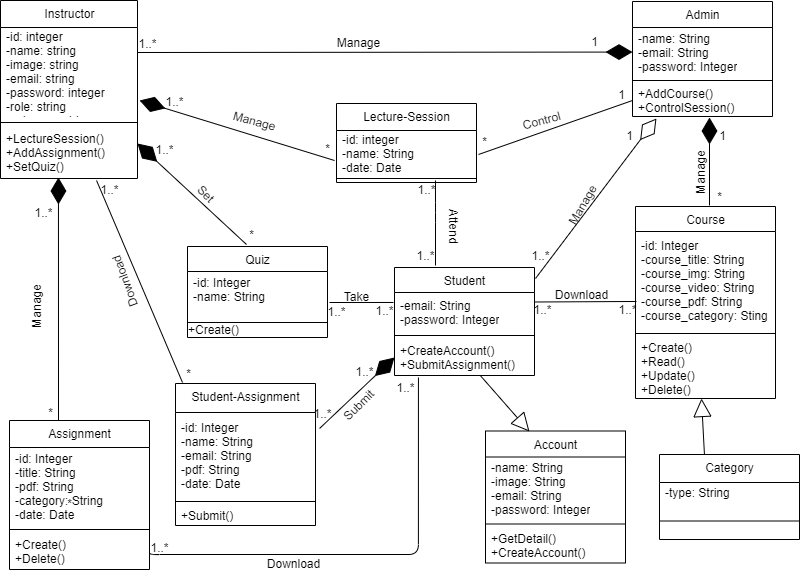 Instructor
-id: integer
-name: string
-image: string
-email: string
-password: integer
-role: string
+LectureSession()
+AddAssignment()
+SetQuiz()
1..*
Manage
1
Admin
-name: String
-email: String
-password: Integer
+AddCourse()
+ControlSession()
1..*
Manage
*
Lecture-Session
-id: integer
-name: String
-date: Date
*
Control
1
1..*
Set
*
1
Manage
1..*
1
Manage
*
1..*
Attend
1..*
Course
-id: Integer
-course_title: String
-course_img: String
-course_video: String
-course_pdf: String
-course_category: Sting
+Create()
+Read()
+Update()
+Delete()
Quiz
-id: Integer
-name: String
+Create()
1..*
Take
1..*
Student
-email: String
-password: Integer
+CreateAccount()
+SubmitAssignment()
1..*
Download
1..*
1..*
Manage
*
1..*
Download
*
Student-Assignment
-id: Integer
-name: String
-email: String
-pdf: String
-date: Date
+Submit()
1..*
Submit
1..*
1..*
Assignment
-id: Integer
-title: String
-pdf: String
-category:*String
-date: Date
+Create()
+Delete()
1..*
Download
Account
-name: String
-image: String
-email: String
-password: Integer
+GetDetail()
+CreateAccount()
Category
-type: String